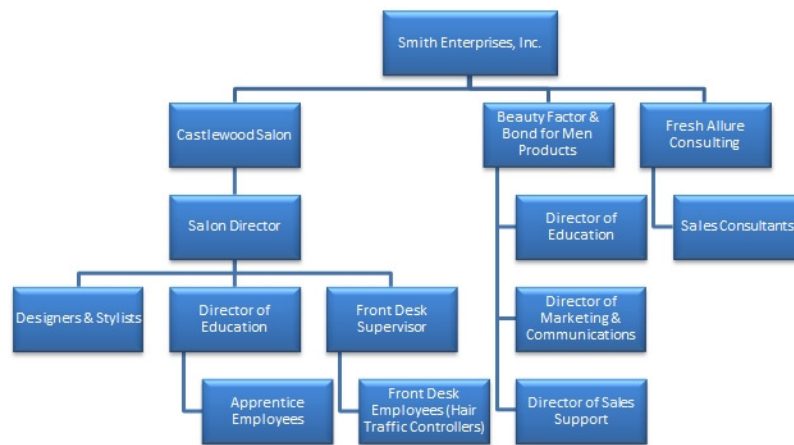 Smith Enterprises, Inc.
Castlewood Salon
Beauty Factor &
Bond for Men
Products
Fresh Allure
Consulting
Salon Director
Director of
Education
Sales Consultants
Designers & Stylists
Director of
Education
Front Desk
Supervisor
Director of
Marketing &
Communications
Apprentice
Employees
Front Desk
Employees (Hair
Traffic Controllers)
Director of Sales
Support